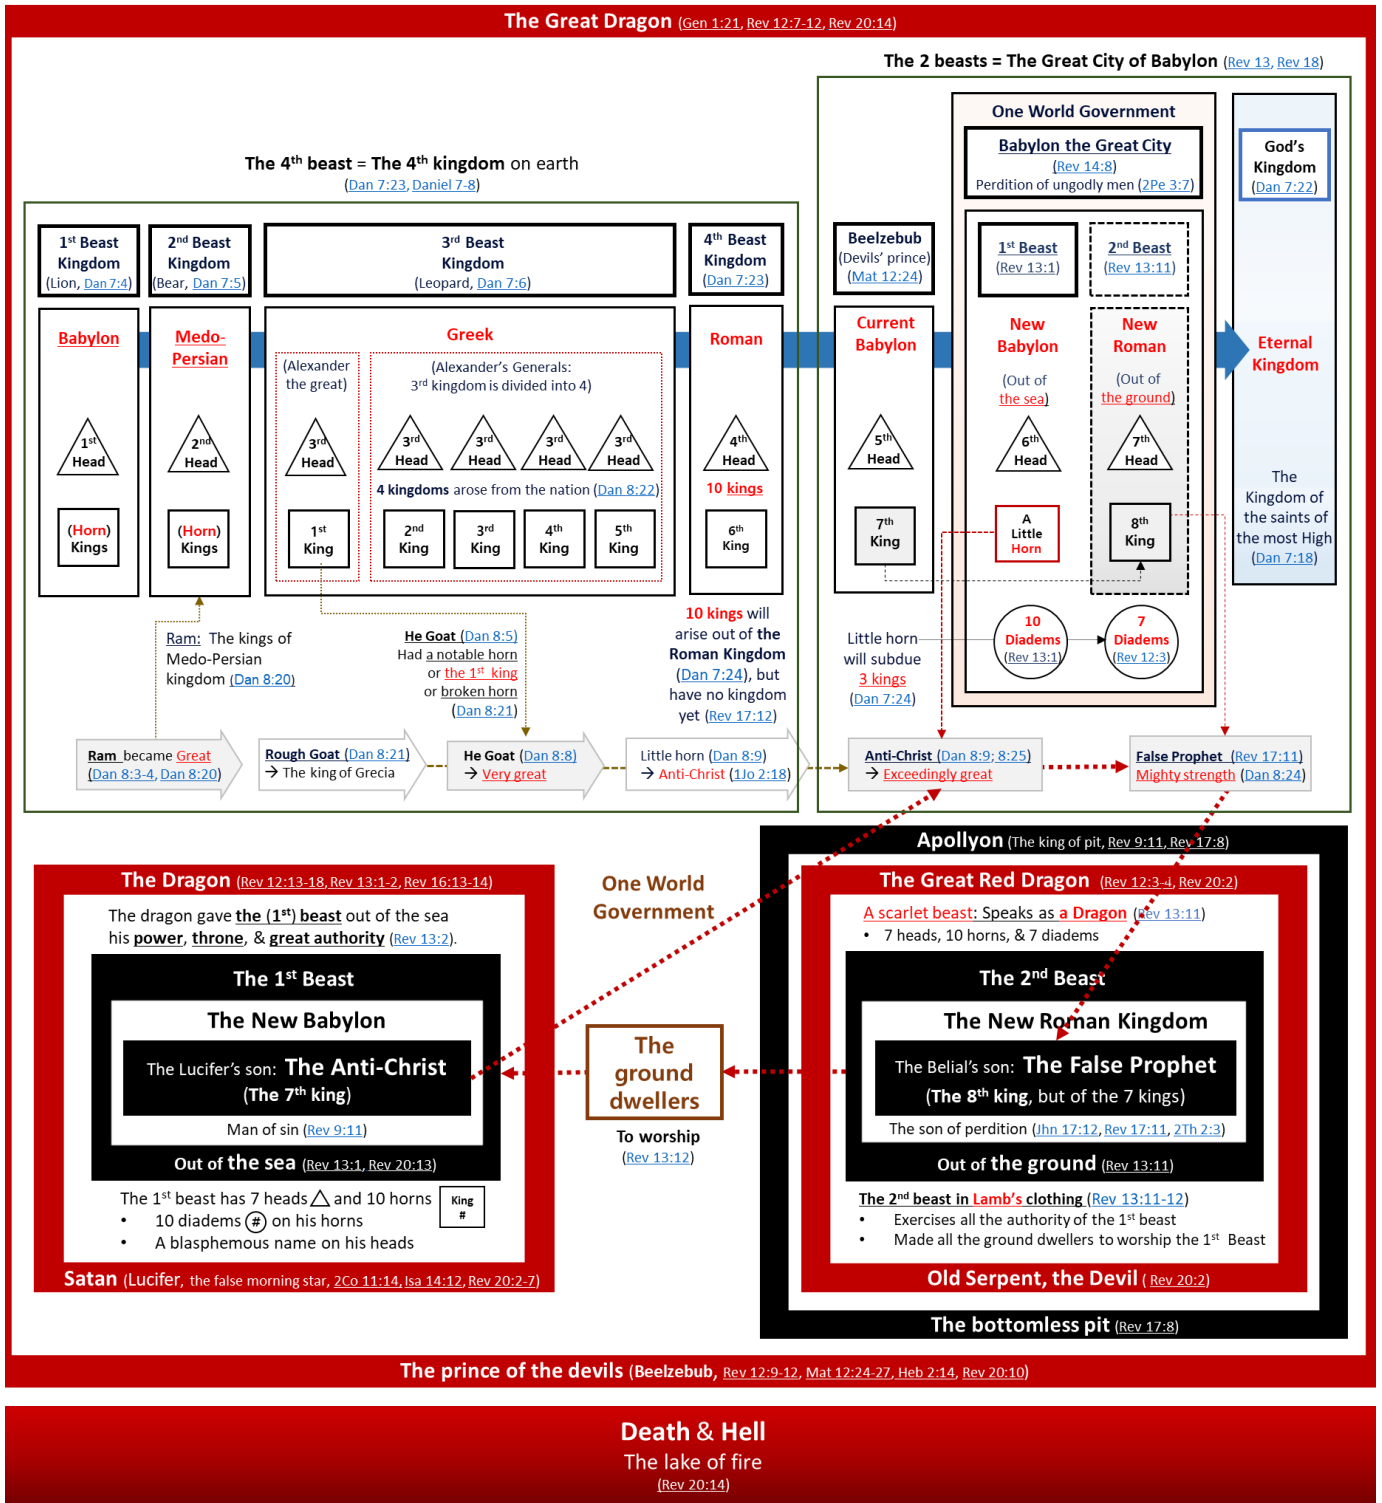 The Great Dragon (Gen 1:21, Rev 12:7-12, Rev 20:14)
The 2 beasts = The Great City of Babylon (Rev 13, Rev 18)
The 4th beast = The 4th kingdom on earth
(Dan 7:23, Daniel 7-8)
1st Beast
Kingdom
(Lion, Dan 7:4)
2nd Beast
Kingdom
(Bear, Dan 7:5)
3rd Beast
Kingdom
(Leopard, Dan 7:6)
4th Beast
Kingdom
(Dan 7:23)
Beelzebub
(Devils' prince)
(Mat 12:24)
One World Government
Babylon the Great City
(Rev 14:8)
Perdition of ungodly men (2Pe 3:7)
1st Beast
(Rev 13:1)
2nd Beast
(Rev 13:11)
God's
Kingdom
(Dan 7:22)
Babylon
1st
Head
(Horn)
Kings
Medo-
Persian
2nd
Head
(Horn)
Kings
Greek
(Alexander
the great)
3rd
Head
1st
King
(Alexander's Generals:
3rd kingdom is divided into 4)
3rd
Head
3rd
Head
3rd
Head
3rd
Head
4 kingdoms arose from the nation (Dan 8:22)
2nd
King
3rd
King
4th
King
5th
King
Roman
4th
Head
10 kings
6th
King
Current
Babylon
5th
Head
7th
King
New
Babylon
(Out of
the sea)
6th
Head
A
Little
Horn
New
Roman
(Out of
the ground)
7th
Head
8th
King
Eternal
Kingdom
The
Kingdom of
the saints of
the most High
(Dan 7:18)
Ram: The kings of
Medo-Persian
kingdom (Dan 8:20)
He Goat (Dan 8:5)
Had a notable horn
or the 1st king
or broken horn
(Dan 8:21)
10 kings will
arise out of the
Roman Kingdom
(Dan 7:24), but
have no kingdom
yet (Rev 17:12)
Little horn
will subdue
3 kings
(Dan 7:24)
10
Diadems
(Rev 13:1)
7
Diadems
(Rev 12:3)
Ram became Great
(Dan 8:3-4, Dan 8:20)
Rough Goat (Dan 8:21)
→ The king of Grecia
He Goat (Dan 8:8)
→ Very great
Little horn (Dan 8:9)
→ Anti-Christ (1Jo 2:18)
Anti-Christ (Dan 8:9; 8:25)
→ Exceedingly great
False Prophet (Rev 17:11)
Mighty strength (Dan 8:24)
The Dragon (Rev 12:13-18, Rev 13:1-2, Rev 16:13-14)
The dragon gave the (1st) beast out of the sea
his power, throne, & great authority (Rev 13:2).
The 1st Beast
The New Babylon
The Lucifer's son: The Anti-Christ
(The 7th king)
Man of sin (Rev 9:11)
Out of the sea (Rev 13:1, Rev 20:13)
The 1st beast has 7 heads △ and 10 horns
King
#
• 10 diadems # on his horns
• A blasphemous name on his heads
Satan (Lucifer, the false morning star, 2Co 11:14, Isa 14:12, Rev 20:2-7)
One World
Government
The
ground
dwellers
To worship
(Rev 13:12)
Apollyon (The king of pit, Rev 9:11, Rev 17:8)
The Great Red Dragon (Rev 12:3-4, Rev 20:2)
A scarlet beast: Speaks as a Dragon (Rev 13:11)
• 7 heads, 10 horns, & 7 diadems
The 2nd Beast
The New Roman Kingdom
The Belial's son: The False Prophet
(The 8th king, but of the 7 kings)
The son of perdition (Jhn 17:12, Rev 17:11, 2Th 2:3)
Out of the ground (Rev 13:11)
The 2nd beast in Lamb's clothing (Rev 13:11-12)
• Exercises all the authority of the 1st beast
• Made all the ground dwellers to worship the 1st Beast
Old Serpent, the Devil ( Rev 20:2)
The bottomless pit (Rev 17:8)
The prince of the devils (Beelzebub, Rev 12:9-12, Mat 12:24-27, Heb 2:14, Rev 20:10)
Death & Hell
The lake of fire
(Rev 20:14)